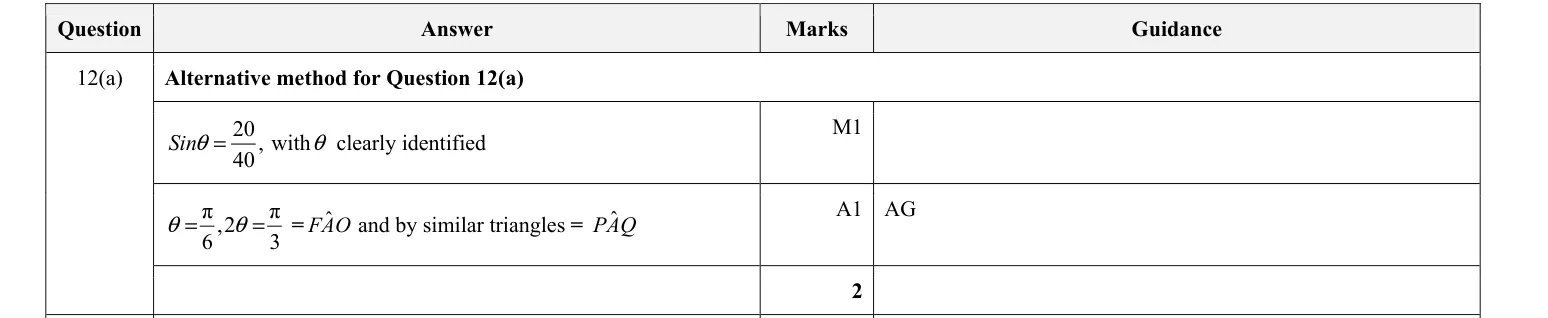 Question Answer Marks Guidance
12(a) Alternative method for Question 12(a)
Sinθ = 20/40, with θ clearly identified M1
θ = π/6, 2θ = π/3 = FÂO and by similar triangles = PÂQ A1 AG
2